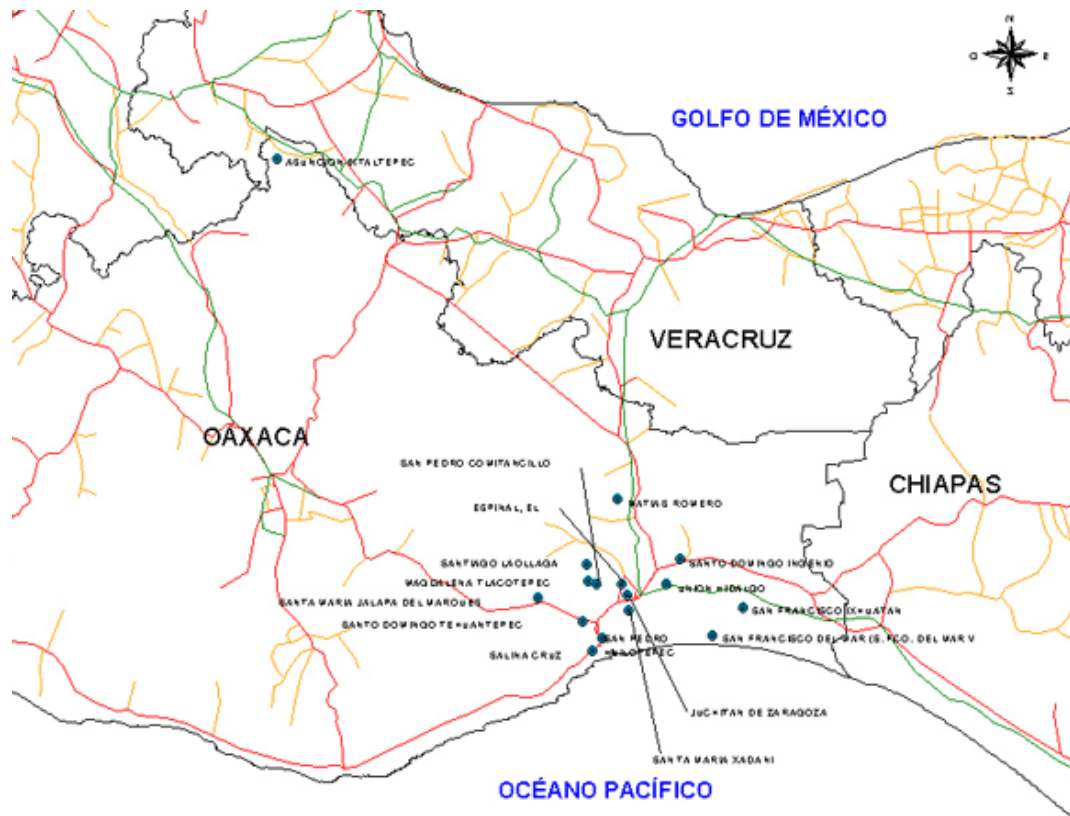 N
O E
S
GOLFO DE MÉXICO
ASUNCION IXTALTEPEC
VERACRUZ
OAXACA
SAN PEDRO COMITANCILLO
CHIAPAS
ESPINAL, EL
MATIAS ROMERO
SANTIAGO LAOLLAGA
SANTO DOMINGO INGENIO
MAGDALENA TLACOTEPEC
UNION HIDALGO
SANTA MARIA JALAPA DEL MARQUES
SAN FRANCISCO IXHUATAN
SANTO DOMINGO TEHUANTEPEC
SAN PEDRO
HUILOTEPEC
SAN FRANCISCO DEL MAR (S. FCO. DEL MAR V
SALINA CRUZ
JUCHITAN DE ZARAGOZA
SANTA MARIA XADANI
OCÉANO PACÍFICO